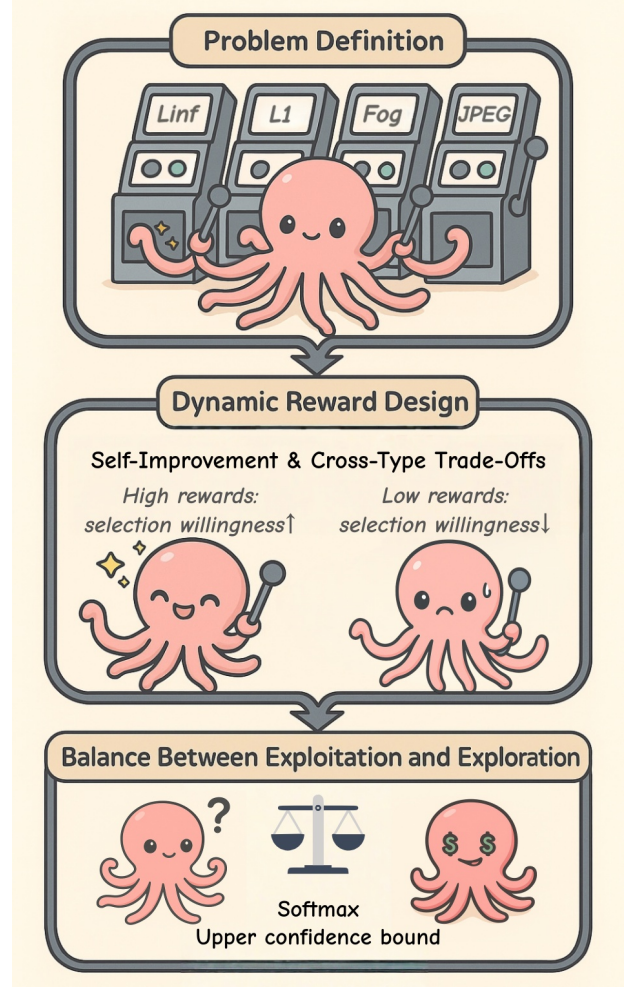 Problem Definition
Linf L1 Fog JPEG
Dynamic Reward Design
Self-Improvement & Cross-Type Trade-Offs
High rewards:
selection willingness↑
Low rewards:
selection willingness↓
Balance Between Exploitation and Exploration
?
$ $
Softmax
Upper confidence bound